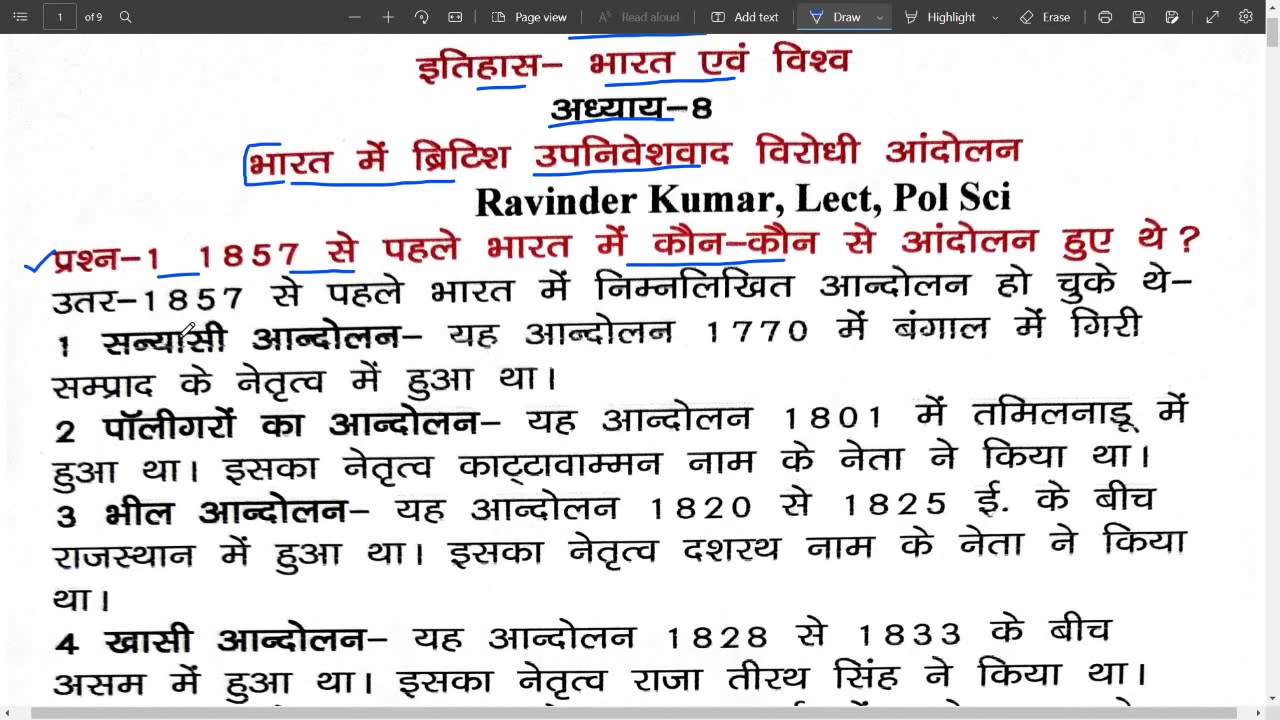 1 of 9 Page view Read aloud Add text Draw Highlight Erase
इतिहास– भारत एवं विश्व
अध्याय–8
भारत में ब्रिटिश उपनिवेशवाद विरोधी आंदोलन
Ravinder Kumar, Lect, Pol Sci
प्रश्न–1 1857 से पहले भारत में कौन–कौन से आंदोलन हुए थे?
उतर–1857 से पहले भारत में निम्नलिखित आन्दोलन हो चुके थे–
1 सन्यासी आन्दोलन– यह आन्दोलन 1770 में बंगाल में गिरी
सम्प्राद के नेतृत्व में हुआ था।
2 पॉलीगरों का आन्दोलन– यह आन्दोलन 1801 में तमिलनाडू में
हुआ था। इसका नेतृत्व काट्टावाम्मन नाम के नेता ने किया था।
3 भील आन्दोलन– यह आन्दोलन 1820 से 1825 ई. के बीच
राजस्थान में हुआ था। इसका नेतृत्व दशरथ नाम के नेता ने किया
था।
4 खासी आन्दोलन– यह आन्दोलन 1828 से 1833 के बीच
असम में हुआ था। इसका नेतृत्व राजा तीरथ सिंह ने किया था।